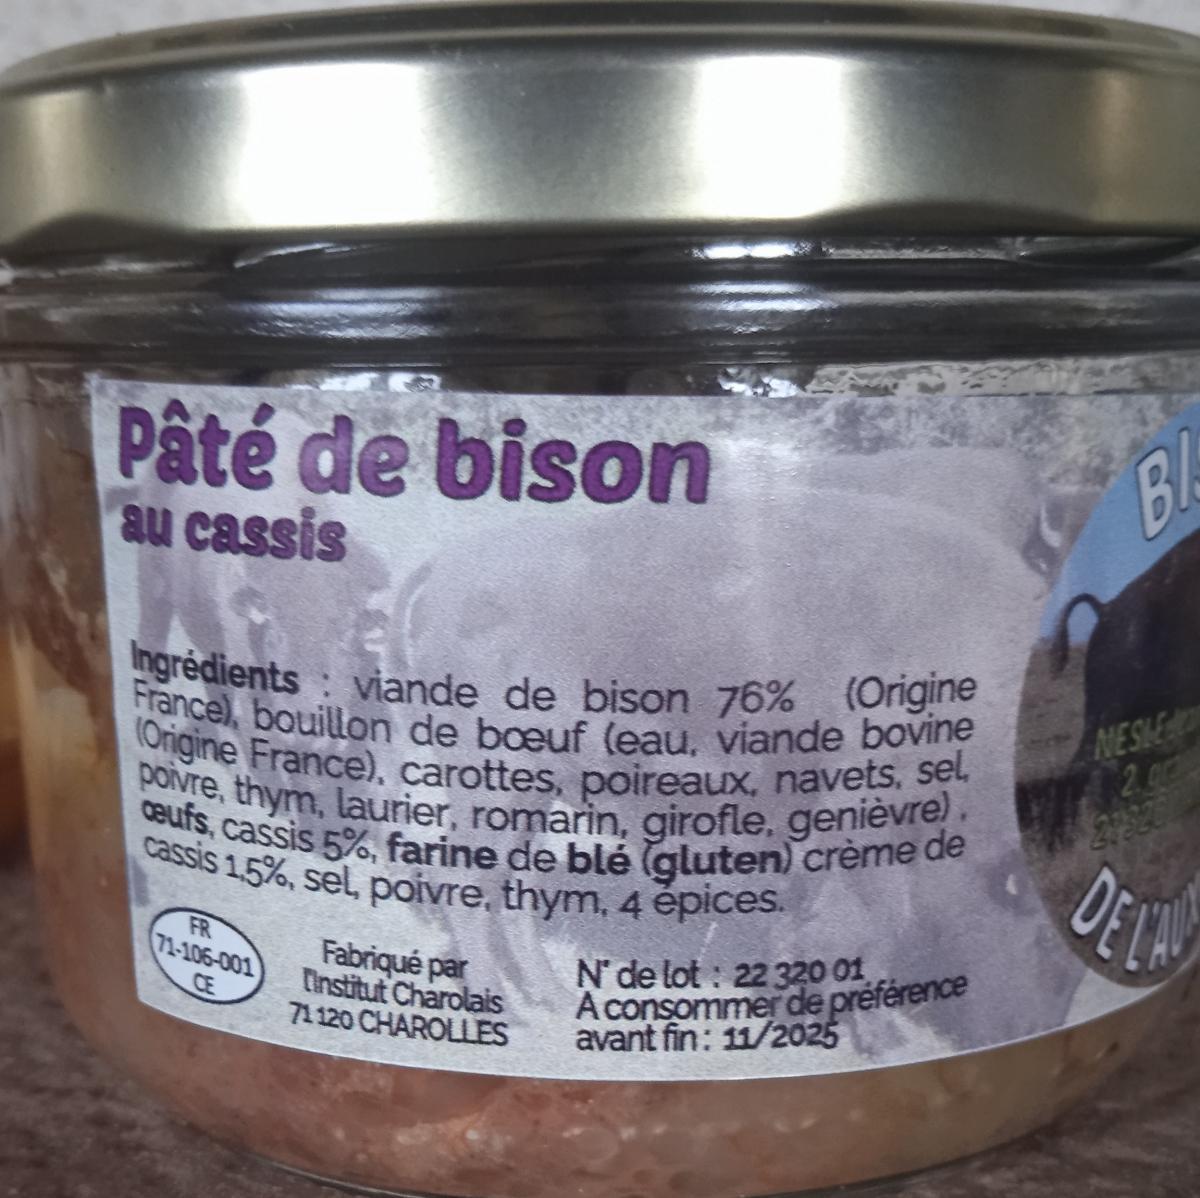 Pâté de bison
au cassis
Ingrédients : viande de bison 76% (Origine
France), bouillon de bœuf (eau, viande bovine
(Origine France), carottes, poireaux, navets, sel,
poivre, thym, laurier, romarin, girofle, genièvre) ,
œufs, cassis 5%, farine de blé (gluten) crème de
cassis 1,5%, sel, poivre, thym, 4 épices.
FR
71-106-001
CE
Fabriqué par
l'Institut Charolais
71 120 CHAROLLES
N° de lot : 22 320 01
A consommer de préférence
avant fin : 11/2025
BIS
DE L'AUX